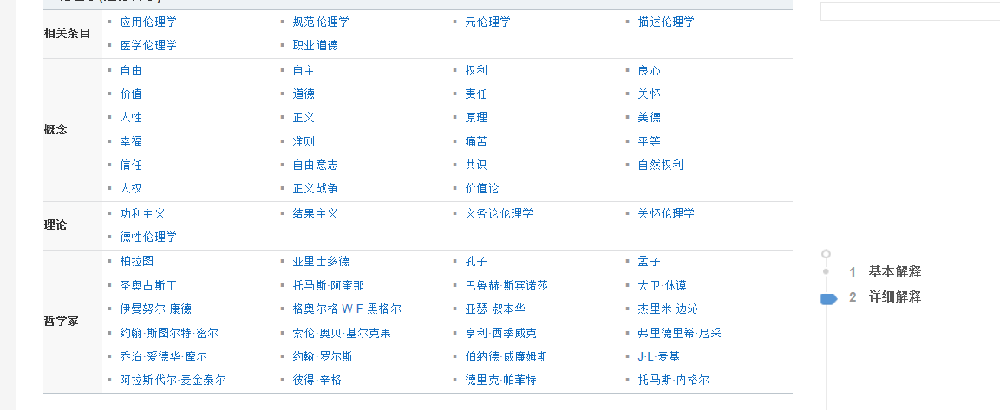 相关条目
应用伦理学 规范伦理学 元伦理学 描述伦理学
医学伦理学 职业道德
概念
自由 自主 权利 良心
价值 道德 责任 关怀
人性 正义 原理 美德
幸福 准则 痛苦 平等
信任 自由意志 共识 自然权利
人权 正义战争 价值论
理论
功利主义 结果主义 义务论伦理学 关怀伦理学
德性伦理学
哲学家
柏拉图 亚里士多德 孔子 孟子
圣奥古斯丁 托马斯·阿奎那 巴鲁赫·斯宾诺莎 大卫·休谟
伊曼努尔·康德 格奥尔格·W·F·黑格尔 亚瑟·叔本华 杰里米·边沁
约翰·斯图尔特·密尔 索伦·奥贝·基尔克果 亨利·西季威克 弗里德里希·尼采
乔治·爱德华·摩尔 约翰·罗尔斯 伯纳德·威廉姆斯 J·L·麦基
阿拉斯代尔·麦金泰尔 彼得·辛格 德里克·帕菲特 托马斯·内格尔
1 基本解释
2 详细解释